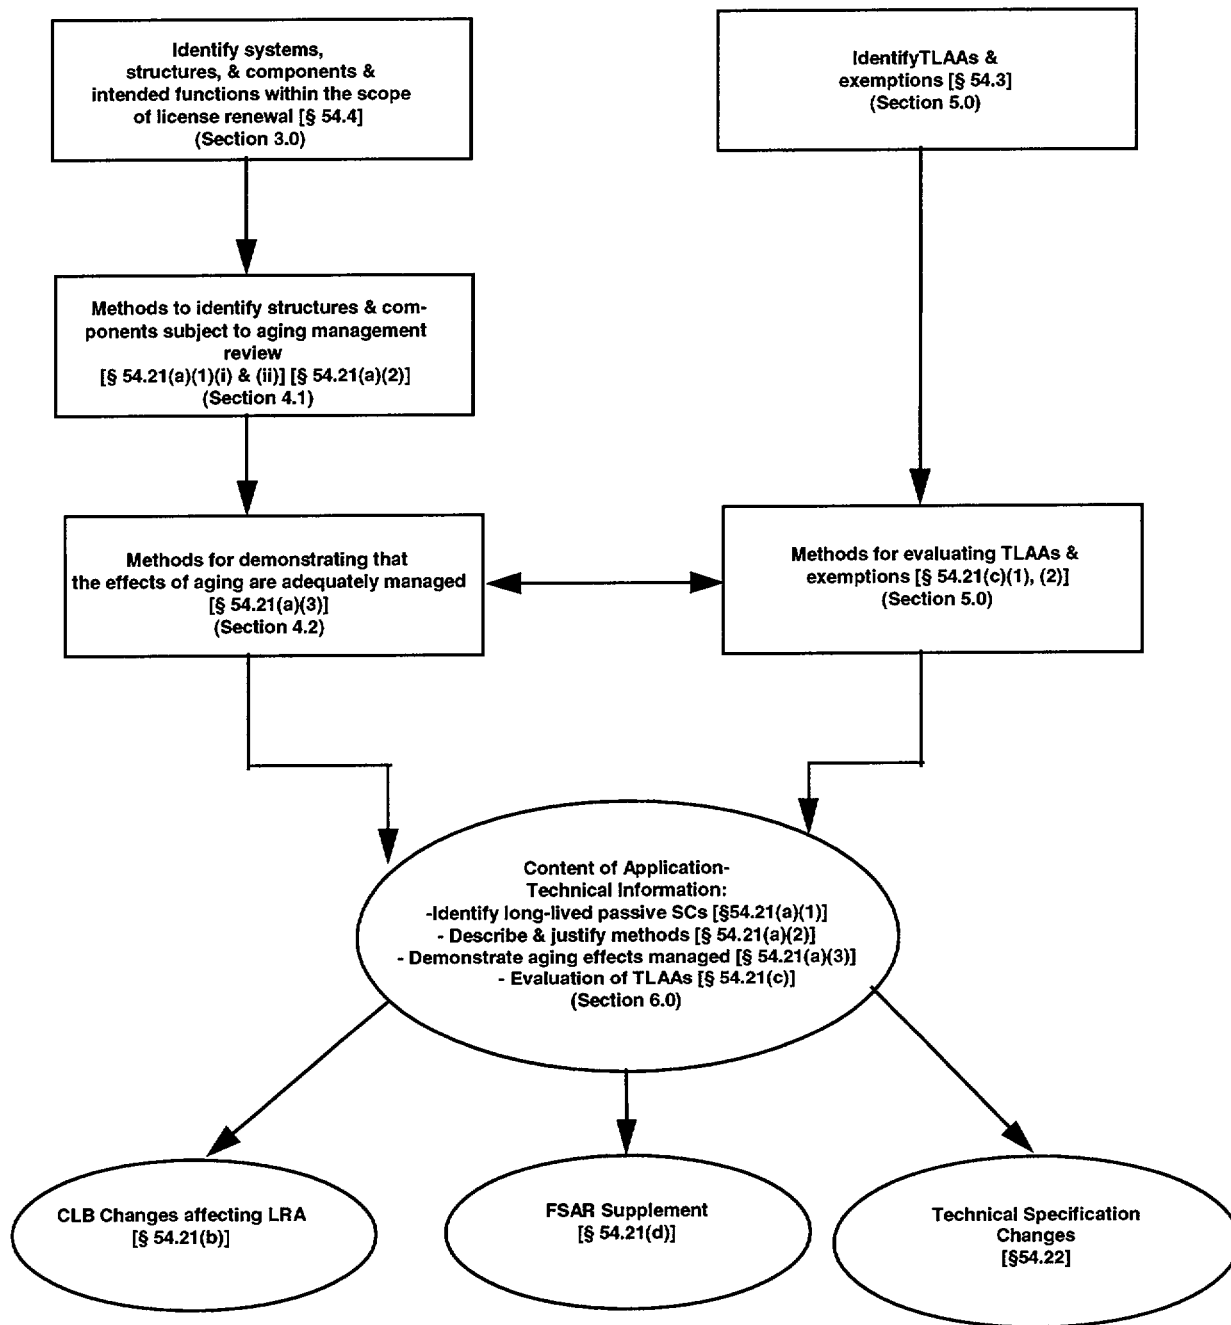 Identify systems,
structures, & components &
intended functions within the scope
of license renewal [§ 54.4]
(Section 3.0)
IdentifyTLAAs &
exemptions [§ 54.3]
(Section 5.0)
Methods to identify structures & com-
ponents subject to aging management
review
[§ 54.21(a)(1)(i) & (ii)] [§ 54.21(a)(2)]
(Section 4.1)
Methods for demonstrating that
the effects of aging are adequately managed
[§ 54.21(a)(3)]
(Section 4.2)
Methods for evaluating TLAAs &
exemptions [§ 54.21(c)(1), (2)]
(Section 5.0)
Content of Application-
Technical Information:
-Identify long-lived passive SCs [§54.21(a)(1)]
- Describe & justify methods [§ 54.21(a)(2)]
- Demonstrate aging effects managed [§ 54.21(a)(3)]
- Evaluation of TLAAs [§ 54.21(c)]
(Section 6.0)
CLB Changes affecting LRA
[§ 54.21(b)]
FSAR Supplement
[§ 54.21(d)]
Technical Specification
Changes
[§54.22]